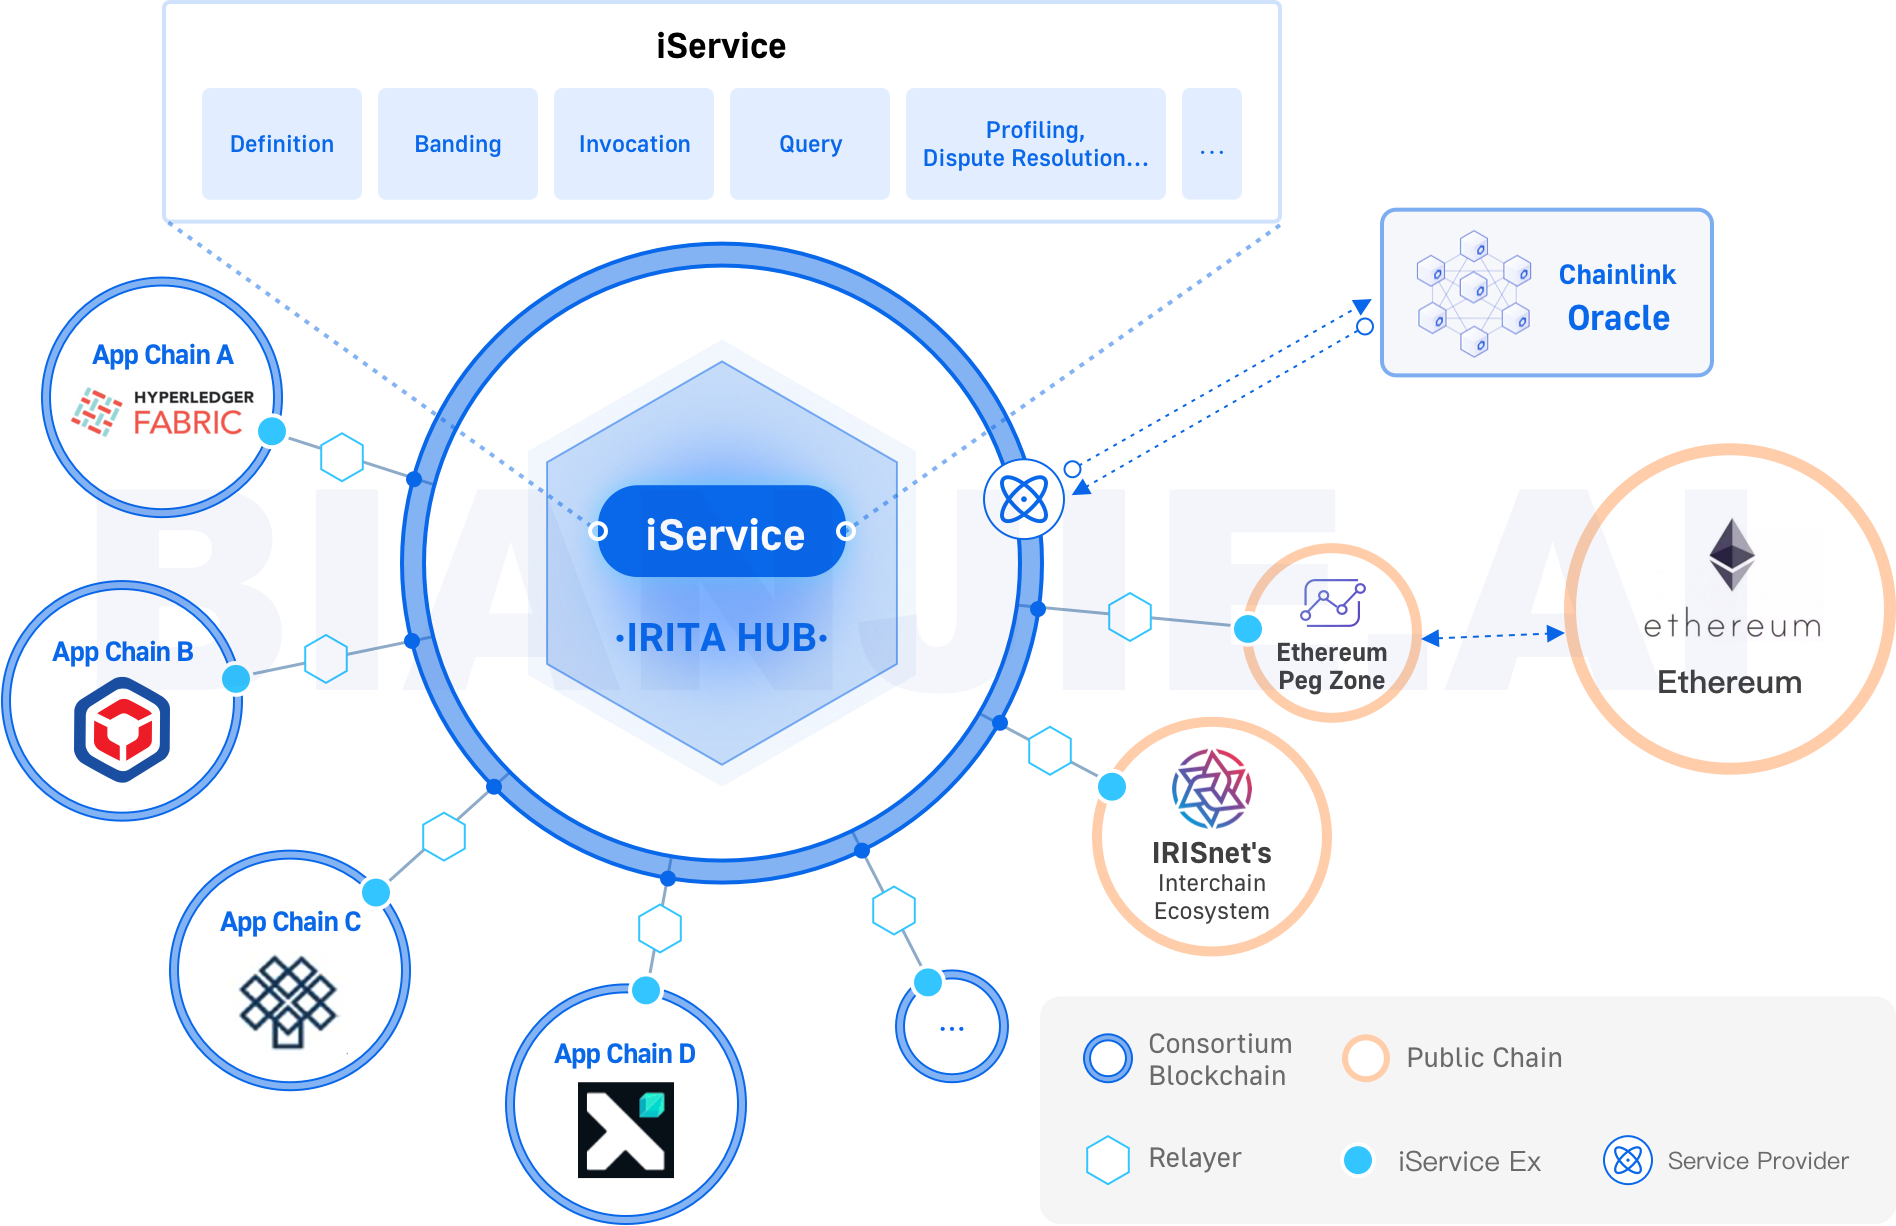 iService
Definition
Banding
Invocation
Query
Profiling,
Dispute Resolution...
...
Chainlink
Oracle
App Chain A
HYPERLEDGER
FABRIC
iService
·IRITA HUB·
BIANJIE.AI
ethereum
Ethereum
Ethereum
Peg Zone
App Chain B
IRISnet's
Interchain
Ecosystem
App Chain C
App Chain D
...
Consortium
Blockchain
Public Chain
Relayer
iService Ex
Service Provider